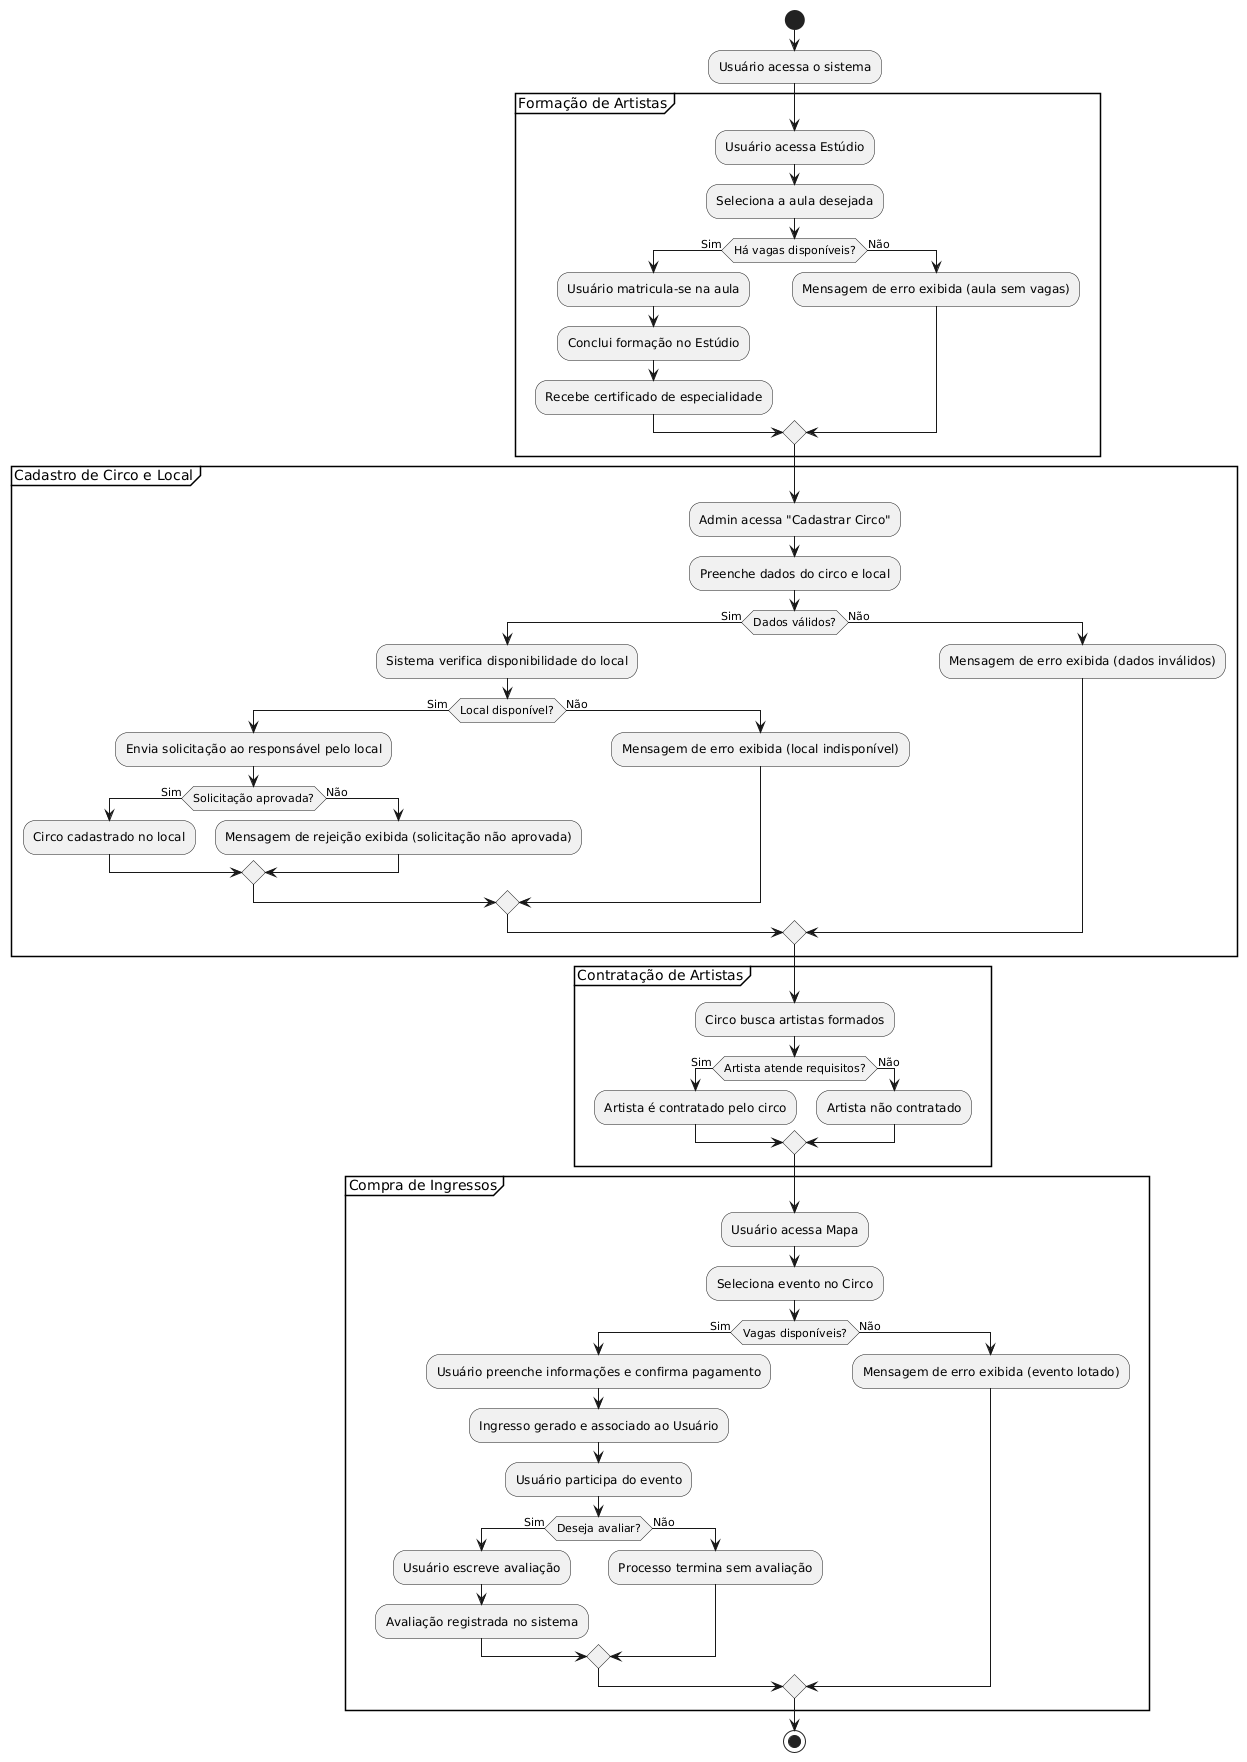 Usuário acessa o sistema
Formação de Artistas
Usuário acessa Estúdio
Seleciona a aula desejada
Sim
Há vagas disponíveis?
Não
Usuário matricula-se na aula
Mensagem de erro exibida (aula sem vagas)
Conclui formação no Estúdio
Recebe certificado de especialidade
Cadastro de Circo e Local
Admin acessa "Cadastrar Circo"
Preenche dados do circo e local
Sim
Dados válidos?
Não
Sistema verifica disponibilidade do local
Mensagem de erro exibida (dados inválidos)
Sim
Local disponível?
Não
Envia solicitação ao responsável pelo local
Mensagem de erro exibida (local indisponível)
Sim
Solicitação aprovada?
Não
Circo cadastrado no local
Mensagem de rejeição exibida (solicitação não aprovada)
Contratação de Artistas
Circo busca artistas formados
Sim
Artista atende requisitos?
Não
Artista é contratado pelo circo
Artista não contratado
Compra de Ingressos
Usuário acessa Mapa
Seleciona evento no Circo
Sim
Vagas disponíveis?
Não
Usuário preenche informações e confirma pagamento
Mensagem de erro exibida (evento lotado)
Ingresso gerado e associado ao Usuário
Usuário participa do evento
Sim
Deseja avaliar?
Não
Usuário escreve avaliação
Processo termina sem avaliação
Avaliação registrada no sistema